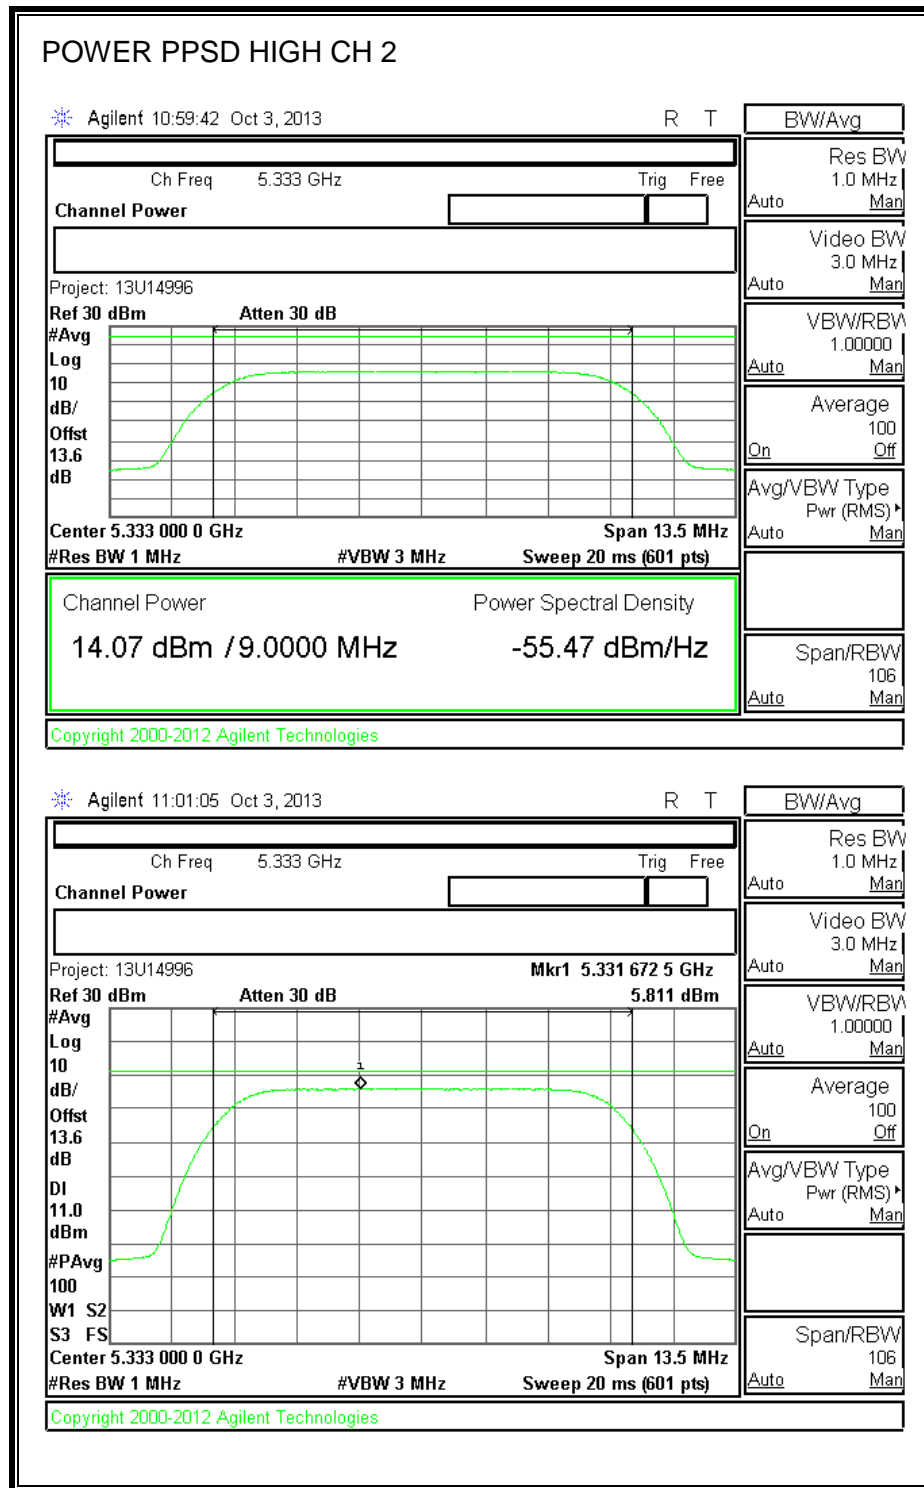 POWER PPSD HIGH CH 2
Agilent 10:59:42 Oct 3, 2013 R T
BW/Avg
Ch Freq 5.333 GHz Trig Free
Channel Power
Res BW
1.0 MHz
Auto Man
Video BW
3.0 MHz
Auto Man
Project: 13U14996
Ref 30 dBm Atten 30 dB
#Avg
Log
10
dB/
Offst
13.6
dB
VBW/RBW
1.00000
Auto Man
Average
100
On Off
Avg/VBW Type
Pwr (RMS)
Auto Man
Center 5.333 000 0 GHz Span 13.5 MHz
#Res BW 1 MHz #VBW 3 MHz Sweep 20 ms (601 pts)
Channel Power Power Spectral Density
14.07 dBm / 9.0000 MHz -55.47 dBm/Hz
Span/RBW
106
Auto Man
Copyright 2000-2012 Agilent Technologies
Agilent 11:01:05 Oct 3, 2013 R T
BW/Avg
Ch Freq 5.333 GHz Trig Free
Channel Power
Res BW
1.0 MHz
Auto Man
Video BW
3.0 MHz
Auto Man
Project: 13U14996 Mkr1 5.331 672 5 GHz
Ref 30 dBm Atten 30 dB 5.811 dBm
#Avg
Log
10
dB/
Offst
13.6
dB
DI
11.0
dBm
#PAvg
100
W1 S2
S3 FS
1
VBW/RBW
1.00000
Auto Man
Average
100
On Off
Avg/VBW Type
Pwr (RMS)
Auto Man
Span/RBW
106
Auto Man
Center 5.333 000 0 GHz Span 13.5 MHz
#Res BW 1 MHz #VBW 3 MHz Sweep 20 ms (601 pts)
Copyright 2000-2012 Agilent Technologies